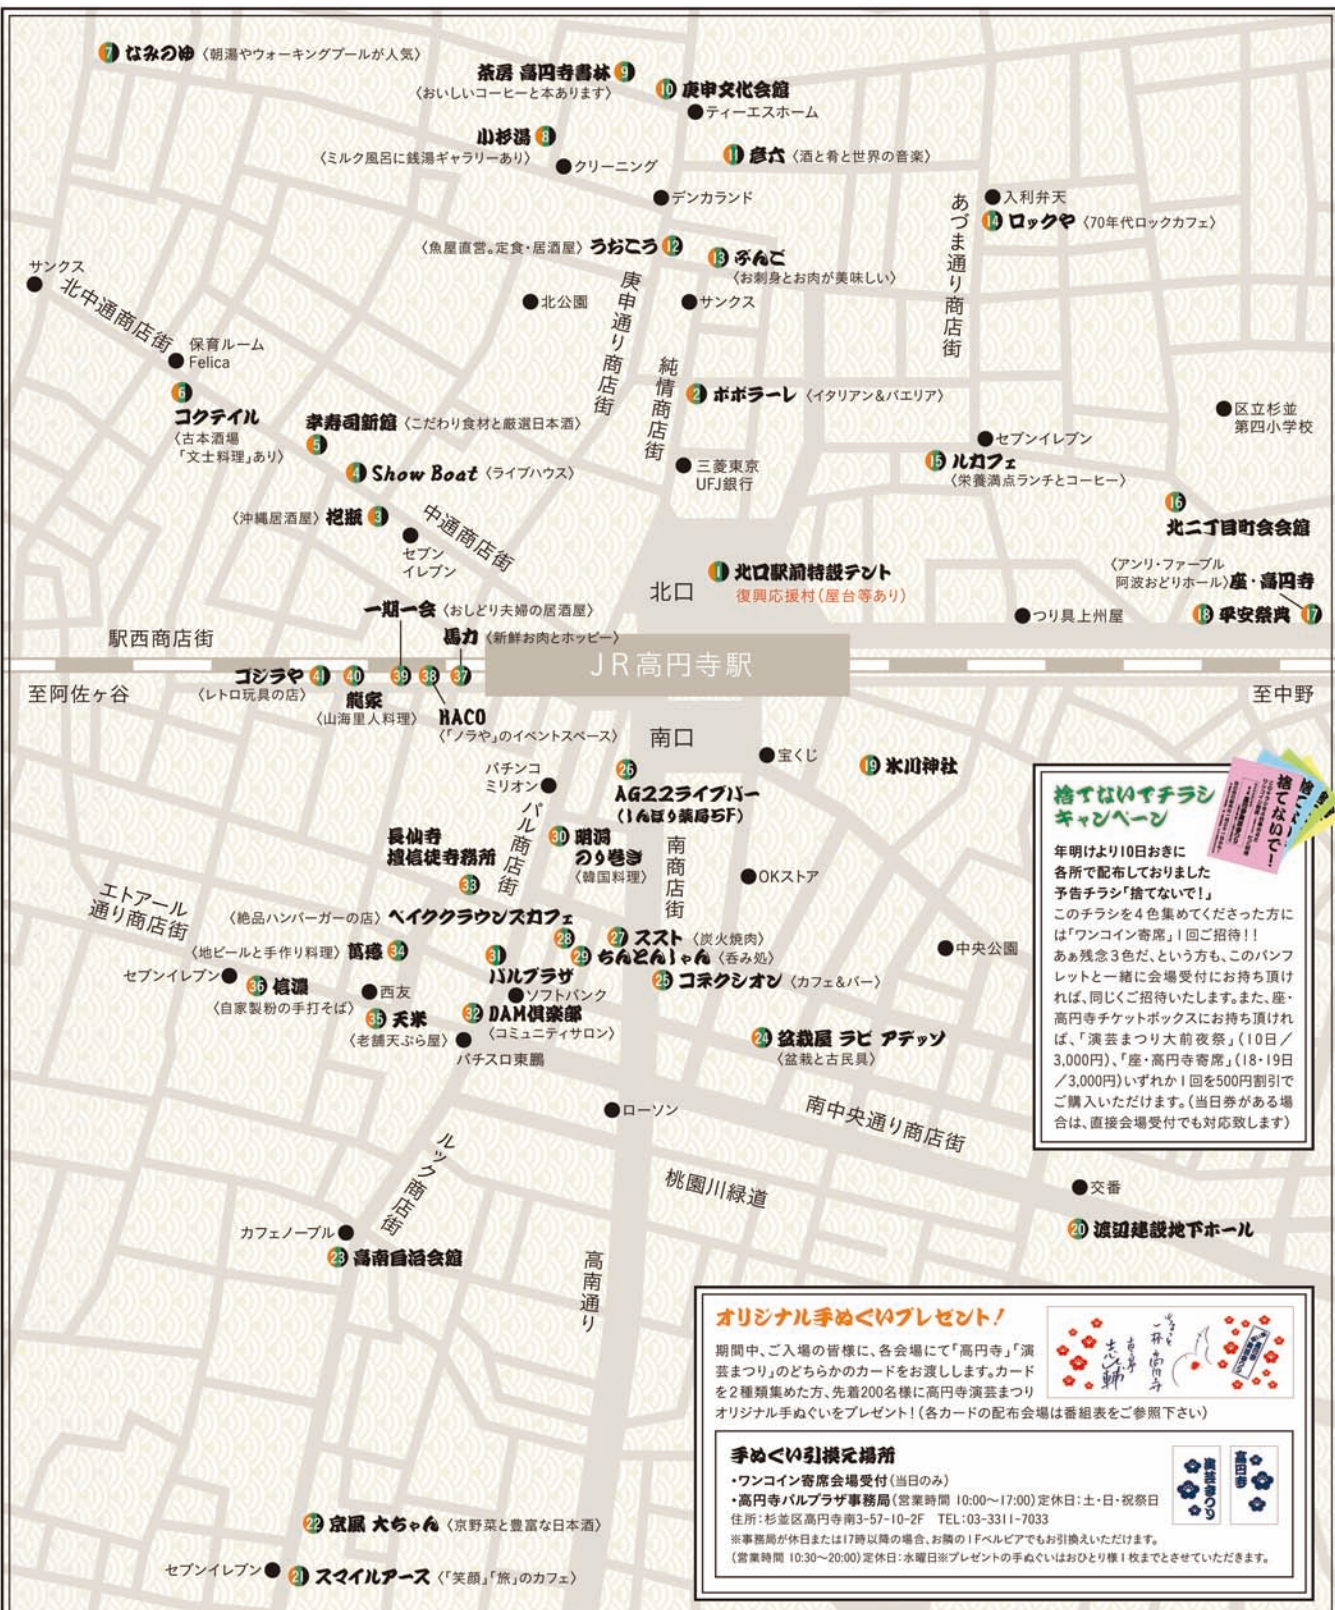 7 なみのゆ〈朝湯やウォーキングプールが人気〉
茶房 高円寺書林 9
〈おいしいコーヒーと本あります〉
10 庚申文化会館
ティーエスホーム
小杉湯 8
〈ミルク風呂に銭湯ギャラリーあり〉
クリーニング
11 彦六〈酒と肴と世界の音楽〉
デンカランド
入利弁天
14 ロックや〈70年代ロックカフェ〉
あづま通り商店街
〈魚屋直営。定食・居酒屋〉うおこう 12
13 ぶんご
〈お刺身とお肉が美味しい〉
サンクス
北中通商店街
北公園
サンクス
庚申通り商店街
保育ルーム
Felica
純情商店街
6
コクテイル
〈古本酒場
「文士料理」あり〉
2 ポポラーレ〈イタリアン&パエリア〉
区立杉並
第四小学校
幸寿司新館〈こだわり食材と厳選日本酒〉
5
セブンイレブン
15 ルカフェ
〈栄養満点ランチとコーヒー〉
三菱東京
UFJ銀行
4 Show Boat〈ライブハウス〉
16
北二丁目町会会館
〈沖縄居酒屋〉抱瓶 3
中通商店街
セブン
イレブン
1 北口駅前特設テント
復興応援村(屋台等あり)
北口
〈アンリ・ファーブル
阿波おどりホール〉座・高円寺
つり具上州屋
18 平安祭典 17
一期一会〈おしどり夫婦の居酒屋〉
馬力〈新鮮お肉とホッピー〉
駅西商店街
JR高円寺駅
至阿佐ヶ谷
至中野
ゴジラや 41 40 39 38 37
〈レトロ玩具の店〉
龍家
〈山海里人料理〉
HACO
〈「ノラや」のイベントスペース〉
南口
宝くじ
19 氷川神社
パチンコ
ミリオン
26
AG22ライブバー
(しんぼり薬局5F)
パル商店街
30 明洞
のり巻き
〈韓国料理〉
南商店街
OKストア
長仙寺
壇信徒寺務所
33
エトアール
通り商店街
〈絶品ハンバーガーの店〉ベイククラウンズカフェ
28
27 ススト〈炭火焼肉〉
29 ちんとんしゃん〈呑み処〉
中央公園
〈地ビールと手作り料理〉萬感 34
31
パルプラザ
25 コネクシオン〈カフェ&バー〉
セブンイレブン
36 信濃
〈自家製粉の手打そば〉
西友
ソフトバンク
35 天米
〈老舗天ぷら屋〉
32 DAM倶楽部
〈コミュニティサロン〉
パチスロ東鵬
24 盆栽屋 ラビ アデッソ
〈盆栽と古民具〉
ローソン
南中央通り商店街
ルック商店街
桃園川緑道
交番
20 渡辺建設地下ホール
カフェノーブル
23 高南自治会館
高南通り
22 京風 大ちゃん〈京野菜と豊富な日本酒〉
セブンイレブン
21 スマイルアース〈「笑顔」「旅」のカフェ〉
捨てないでチラシ
キャンペーン
捨てないで!
年明けより10日おきに
各所で配布しておりました
予告チラシ「捨てないで!」
このチラシを4色集めてくださった方に
は「ワンコイン寄席」1回ご招待!!
あぁ残念3色だ、という方も、このパンフ
レットと一緒に会場受付にお持ち頂け
れば、同じくご招待いたします。また、座・
高円寺チケットボックスにお持ち頂けれ
ば、「演芸まつり大前夜祭」(10日/
3,000円)、「座・高円寺寄席」(18・19日
/3,000円)いずれか1回を500円割引で
ご購入いただけます。(当日券がある場
合は、直接会場受付でも対応致します)
オリジナル手ぬぐいプレゼント!
期間中、ご入場の皆様に、各会場にて「高円寺」「演
芸まつり」のどちらかのカードをお渡しします。カード
を2種類集めた方、先着200名様に高円寺演芸まつり
オリジナル手ぬぐいをプレゼント!(各カードの配布会場は番組表をご参照下さい)
手ぬぐい引換元場所
・ワンコイン寄席会場受付(当日のみ)
・高円寺パルプラザ事務局(営業時間 10:00〜17:00)定休日:土・日・祝祭日
住所:杉並区高円寺南3-57-10-2F TEL:03-3311-7033
※事務局が休日または17時以降の場合、お隣の1Fベルピアでもお引換えいただけます。
(営業時間 10:30〜20:00)定休日:水曜日※プレゼントの手ぬぐいはおひとり様1枚までとさせていただきます。
演芸まつり
高円寺